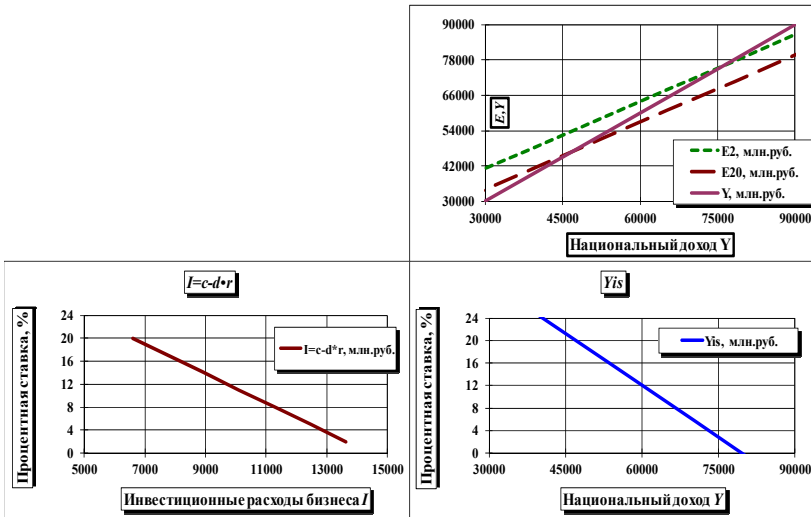 90000
78000
66000
54000
42000
30000
E,Y
E2, млн.руб.
E20, млн.руб.
Y, млн.руб.
30000 45000 60000 75000 90000
Национальный доход Y
I=c-d•r
Процентная ставка, %
24
20
16
12
8
4
0
I=c-d*r, млн.руб.
5000 7000 9000 11000 13000 15000
Инвестиционные расходы бизнеса I
Yis
Процентная ставка, %
24
20
16
12
8
4
0
Yis, млн.руб.
30000 45000 60000 75000 90000
Национальный доход Y